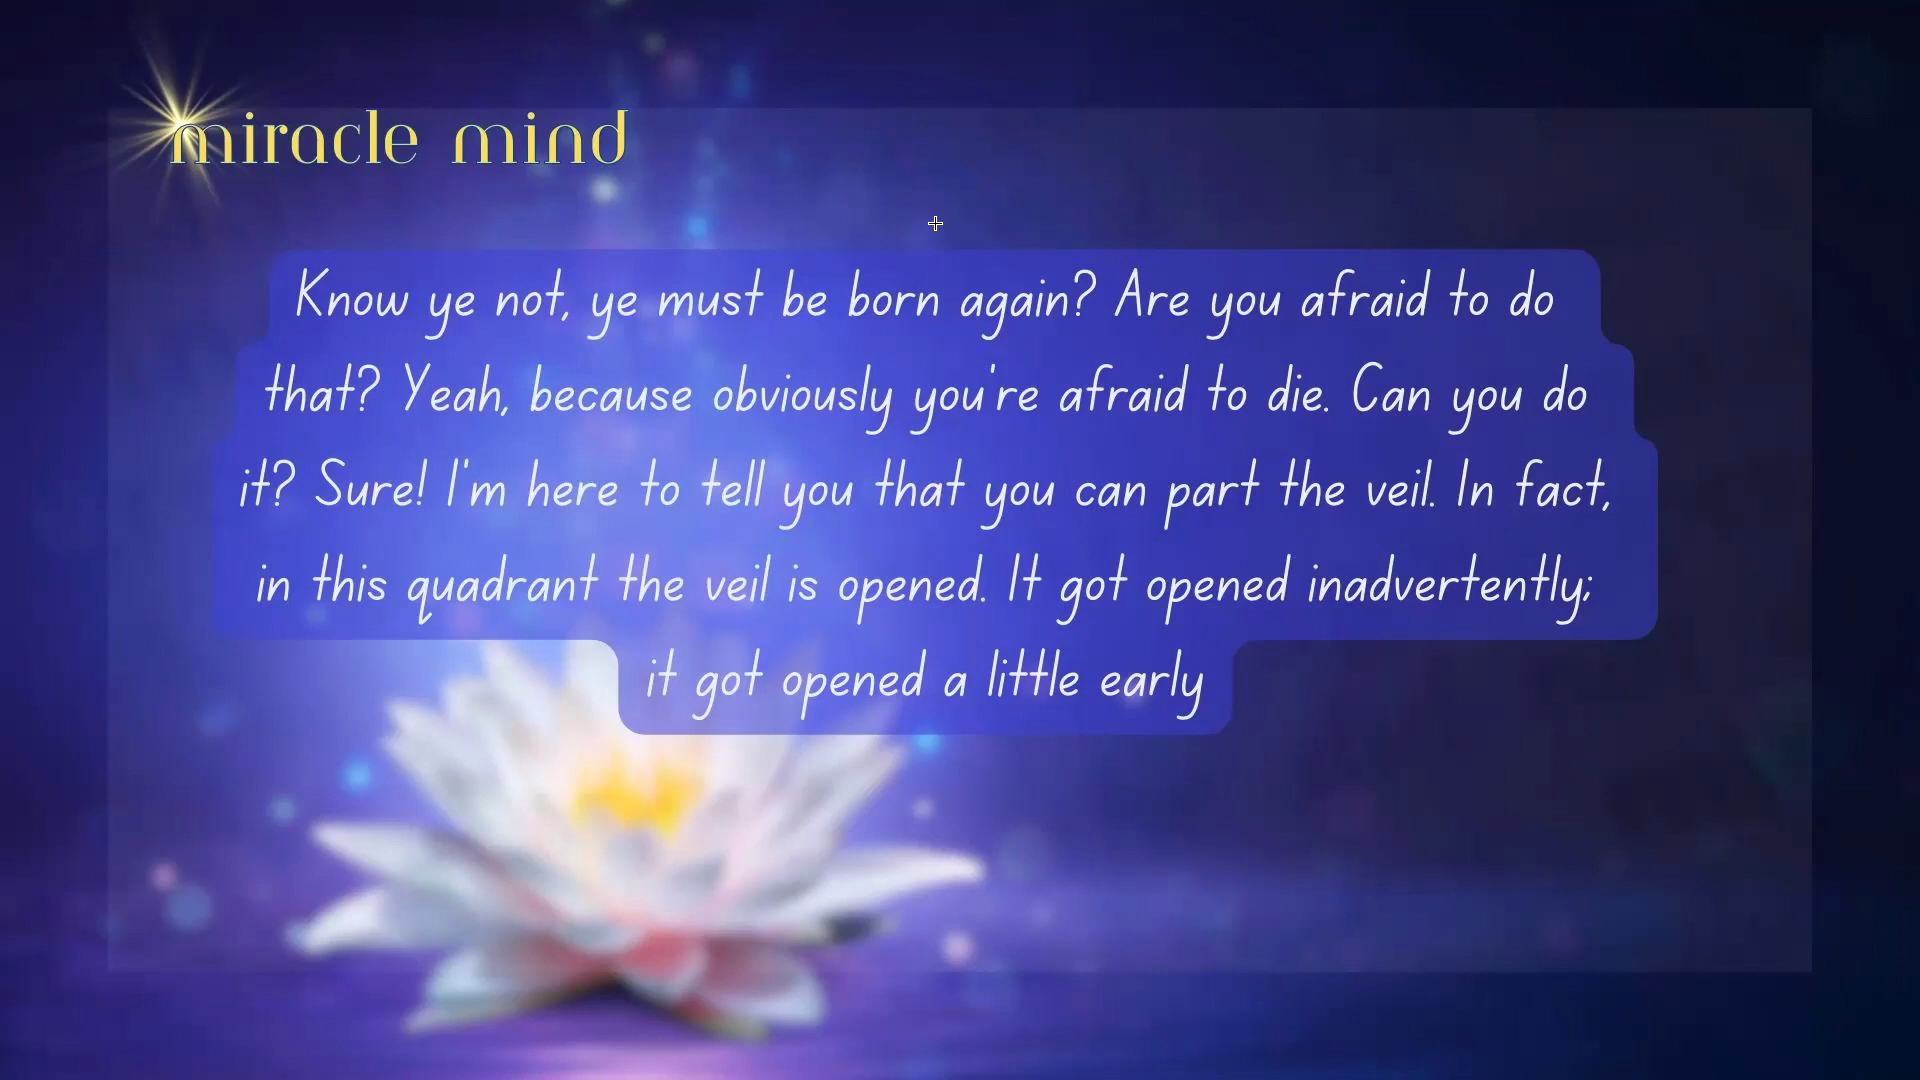 miracle mind
Know ye not, ye must be born again? Are you afraid to do
that? Yeah, because obviously you're afraid to die. Can you do
it? Sure! I'm here to tell you that you can part the veil. In fact,
in this quadrant the veil is opened. It got opened inadvertently;
it got opened a little early